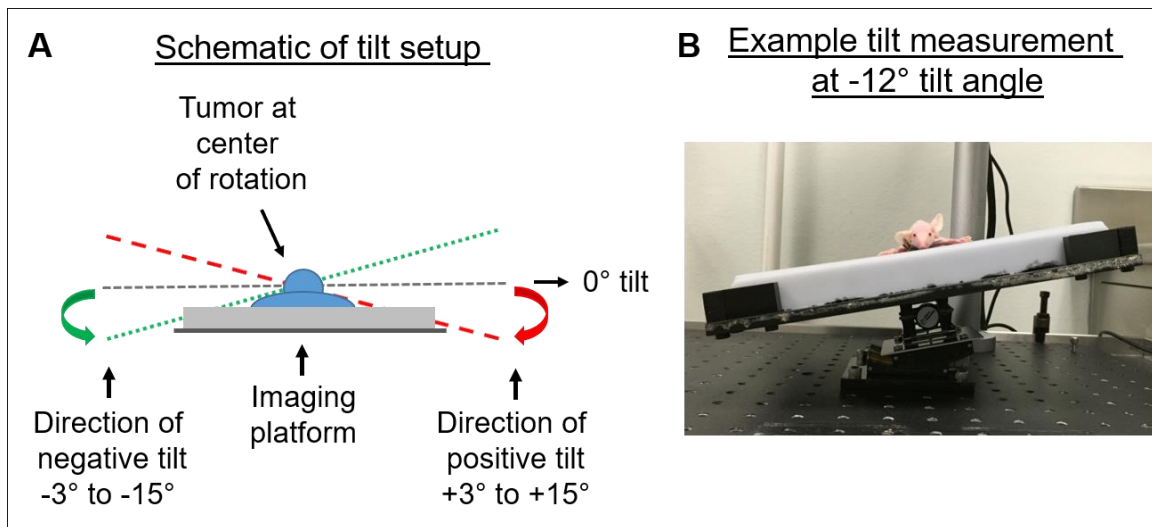 A
Schematic of tilt setup
Tumor at
center
of rotation
0° tilt
Direction of
negative tilt
-3° to -15°
Imaging
platform
Direction of
positive tilt
+3° to +15°
B
Example tilt measurement
at -12° tilt angle